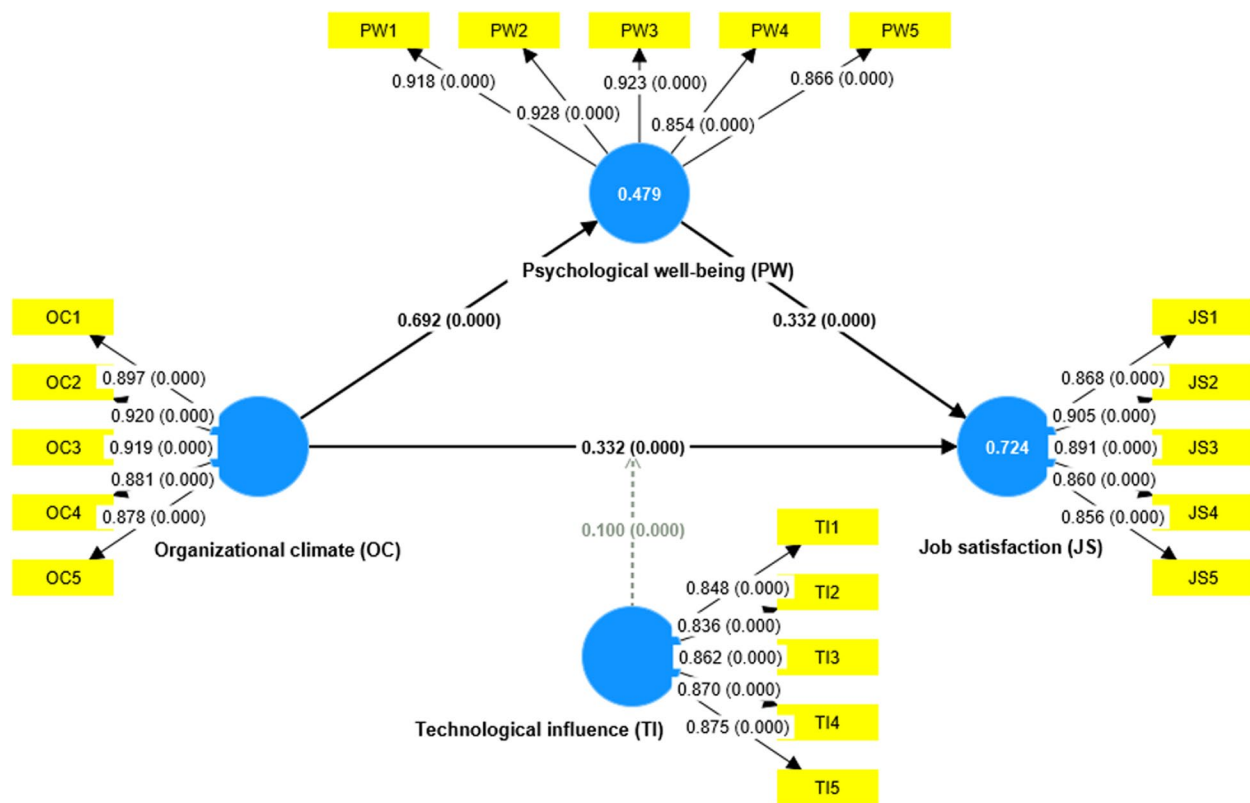 PW1 PW2 PW3 PW4 PW5
0.918 (0.000)
0.928 (0.000)
0.923 (0.000)
0.854 (0.000)
0.866 (0.000)
0.479
Psychological well-being (PW)
0.692 (0.000)
0.332 (0.000)
OC1
OC2
OC3
OC4
OC5
0.897 (0.000)
0.920 (0.000)
0.919 (0.000)
0.881 (0.000)
0.878 (0.000)
Organizational climate (OC)
0.332 (0.000)
0.100 (0.000)
0.724
Job satisfaction (JS)
0.868 (0.000)
0.905 (0.000)
0.891 (0.000)
0.860 (0.000)
0.856 (0.000)
JS1
JS2
JS3
JS4
JS5
Technological influence (TI)
0.848 (0.000)
0.836 (0.000)
0.862 (0.000)
0.870 (0.000)
0.875 (0.000)
TI1
TI2
TI3
TI4
TI5